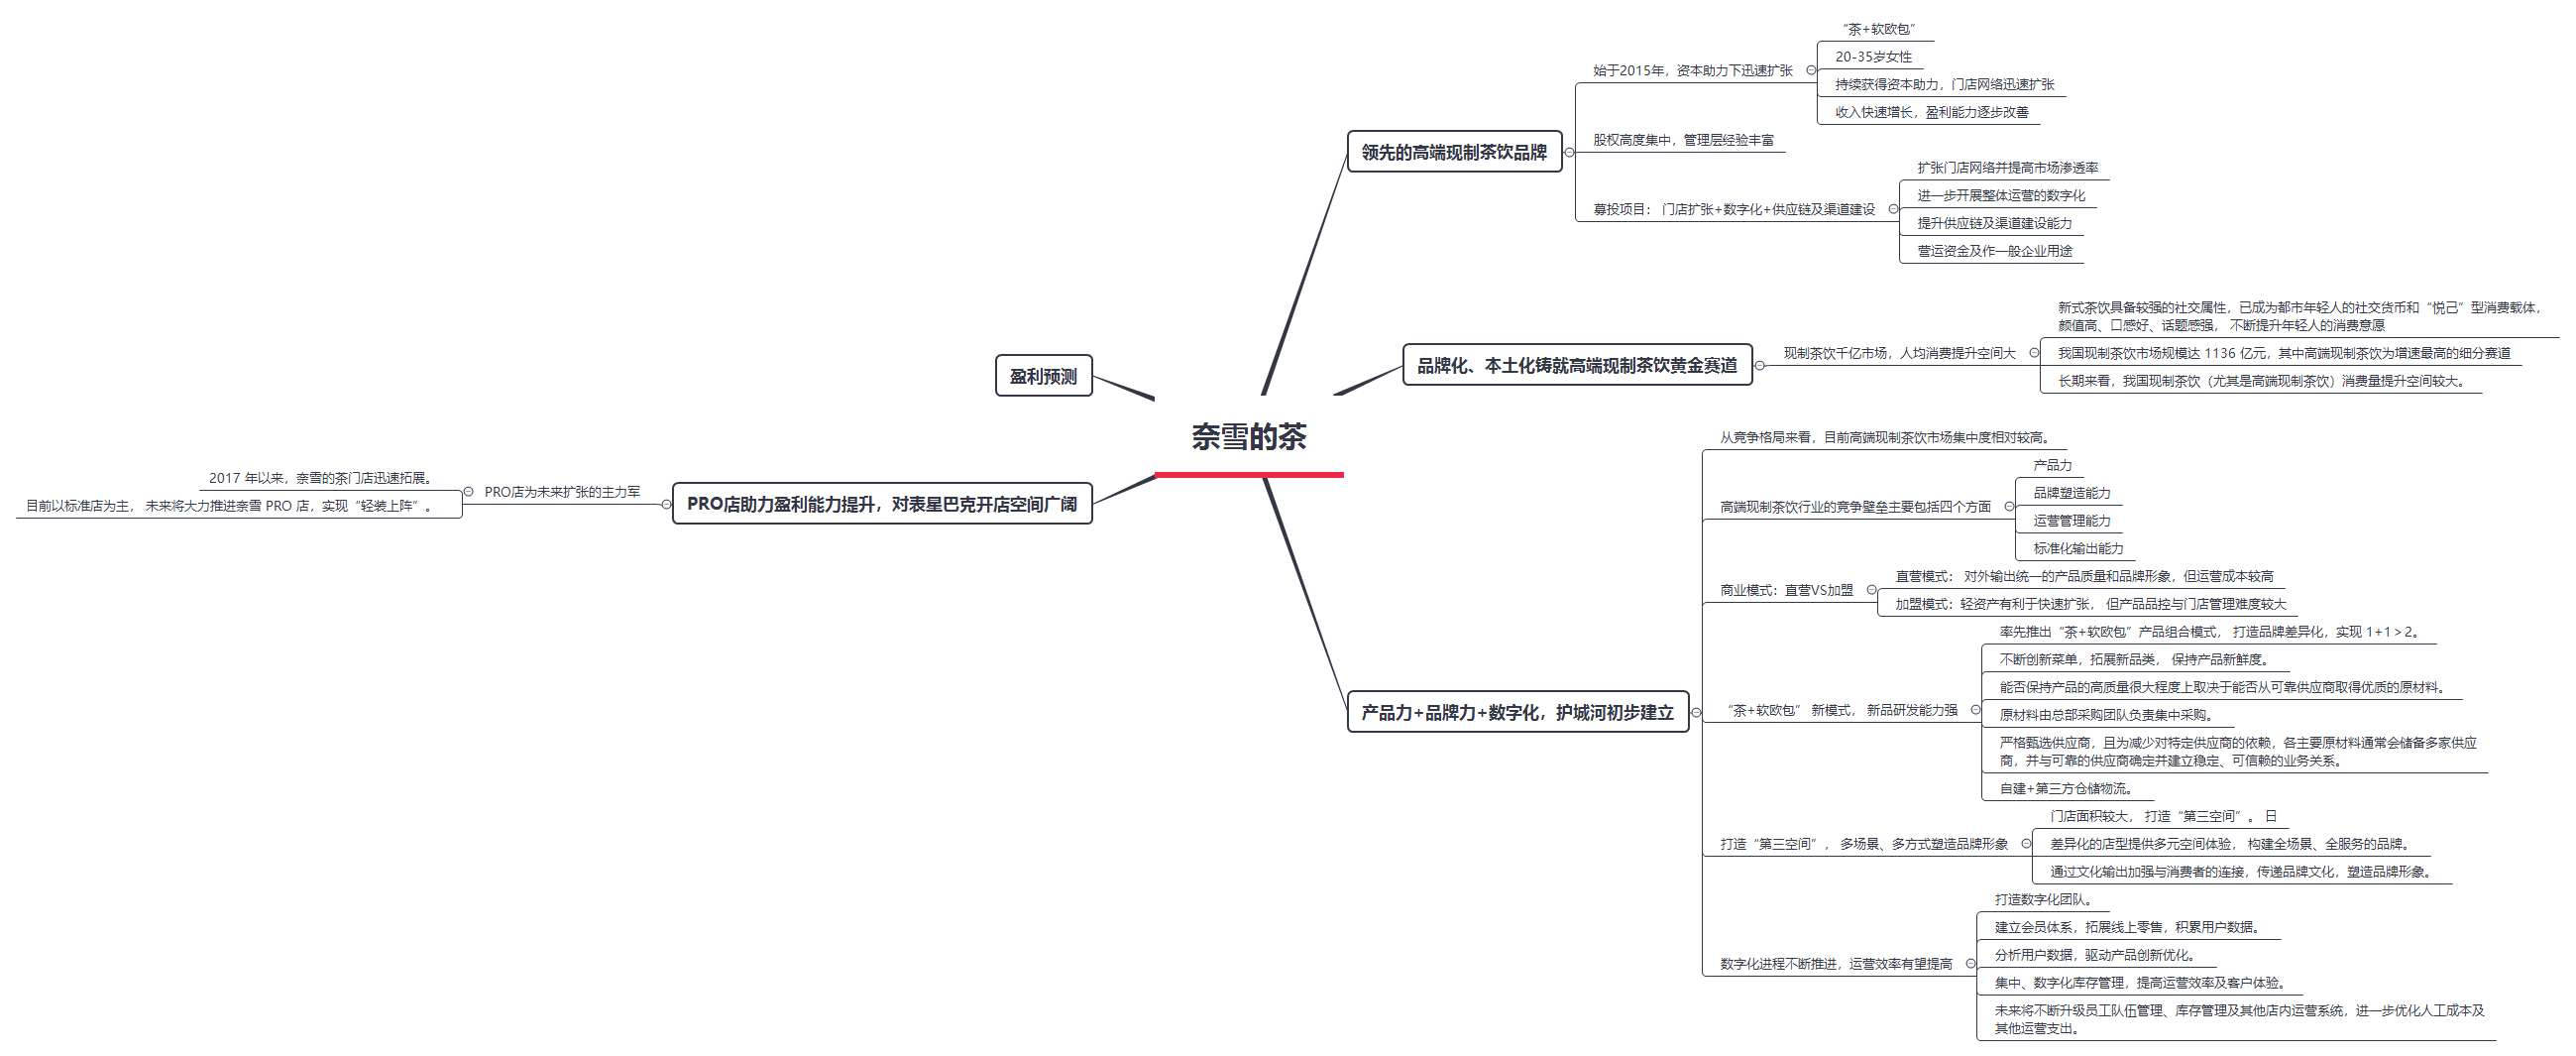 奈雪的茶
领先的高端现制茶饮品牌
始于2015年，资本助力下迅速扩张
“茶+软欧包”
20-35岁女性
持续获得资本助力，门店网络迅速扩张
收入快速增长，盈利能力逐步改善
股权高度集中，管理层经验丰富
募投项目： 门店扩张+数字化+供应链及渠道建设
扩张门店网络并提高市场渗透率
进一步开展整体运营的数字化
提升供应链及渠道建设能力
营运资金及作一般企业用途
品牌化、本土化铸就高端现制茶饮黄金赛道
现制茶饮千亿市场，人均消费提升空间大
新式茶饮具备较强的社交属性，已成为都市年轻人的社交货币和“悦己”型消费载体，
颜值高、口感好、话题感强， 不断提升年轻人的消费意愿
我国现制茶饮市场规模达 1136 亿元，其中高端现制茶饮为增速最高的细分赛道
长期来看，我国现制茶饮（尤其是高端现制茶饮）消费量提升空间较大。
产品力+品牌力+数字化，护城河初步建立
从竞争格局来看，目前高端现制茶饮市场集中度相对较高。
高端现制茶饮行业的竞争壁垒主要包括四个方面
产品力
品牌塑造能力
运营管理能力
标准化输出能力
商业模式：直营VS加盟
直营模式： 对外输出统一的产品质量和品牌形象，但运营成本较高
加盟模式：轻资产有利于快速扩张， 但产品品控与门店管理难度较大
“茶+软欧包” 新模式， 新品研发能力强
率先推出“茶+软欧包”产品组合模式， 打造品牌差异化，实现 1+1＞2。
不断创新菜单，拓展新品类， 保持产品新鲜度。
能否保持产品的高质量很大程度上取决于能否从可靠供应商取得优质的原材料。
原材料由总部采购团队负责集中采购。
严格甄选供应商，且为减少对特定供应商的依赖，各主要原材料通常会储备多家供应
商，并与可靠的供应商确定并建立稳定、可信赖的业务关系。
自建+第三方仓储物流。
打造“第三空间”， 多场景、多方式塑造品牌形象
门店面积较大， 打造“第三空间”。 日
差异化的店型提供多元空间体验， 构建全场景、全服务的品牌。
通过文化输出加强与消费者的连接，传递品牌文化，塑造品牌形象。
数字化进程不断推进，运营效率有望提高
打造数字化团队。
建立会员体系，拓展线上零售，积累用户数据。
分析用户数据，驱动产品创新优化。
集中、数字化库存管理，提高运营效率及客户体验。
未来将不断升级员工队伍管理、库存管理及其他店内运营系统，进一步优化人工成本及
其他运营支出。
盈利预测
PRO店助力盈利能力提升，对表星巴克开店空间广阔
PRO店为未来扩张的主力军
2017 年以来，奈雪的茶门店迅速拓展。
目前以标准店为主， 未来将大力推进奈雪 PRO 店，实现“轻装上阵”。